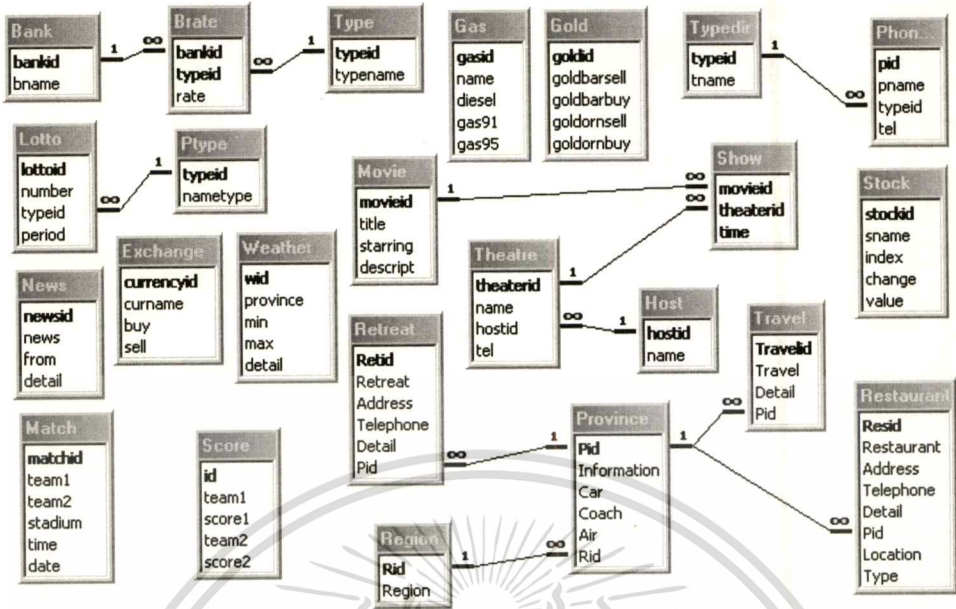 Bank
bankid
bname
1
∞
Brate
bankid
typeid
rate
∞
1
Type
typeid
typename
Gas
gasid
name
diesel
gas91
gas95
Gold
goldid
goldbarsell
goldbarbuy
goldornsell
goldornbuy
Typedir
typeid
tname
1
∞
Phon...
pid
pname
typeid
tel
Lotto
lottoid
number
typeid
period
∞
1
Ptype
typeid
nametype
Movie
movieid
title
starring
descript
1
∞
∞
Show
movieid
theaterid
time
Stock
stockid
sname
index
change
value
News
newsid
news
from
detail
Exchange
currencyid
curname
buy
sell
Weather
wid
province
min
max
detail
Theatre
theaterid
name
hostid
tel
1
∞
1
Host
hostid
name
Retreat
Retid
Retreat
Address
Telephone
Detail
Pid
∞
1
Province
Pid
Information
Car
Coach
Air
Rid
1
∞
Travel
Travelid
Travel
Detail
Pid
∞
∞
Restaurant
Resid
Restaurant
Address
Telephone
Detail
Pid
Location
Type
Match
matchid
team1
team2
stadium
time
date
Score
id
team1
score1
team2
score2
Region
Rid
Region
1